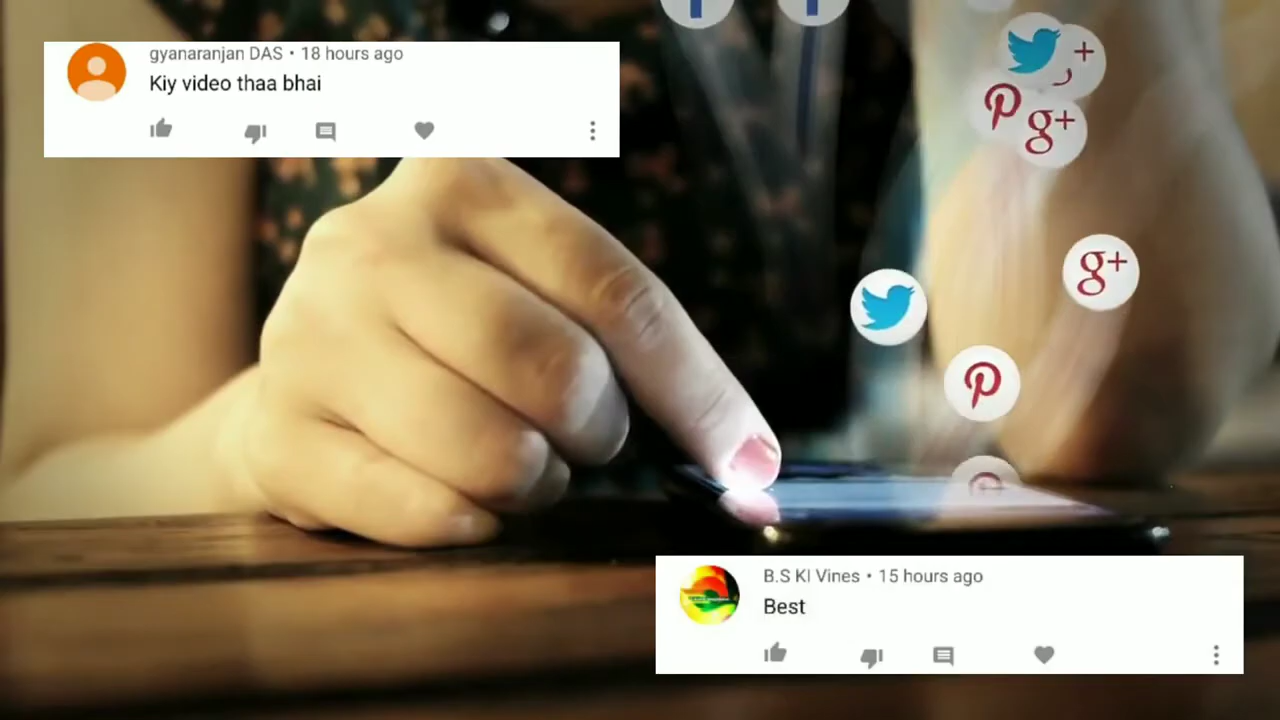 gyanaranjan DAS • 18 hours ago
Kiy video thaa bhai
g+
g+
B.S KI Vines • 15 hours ago
Best